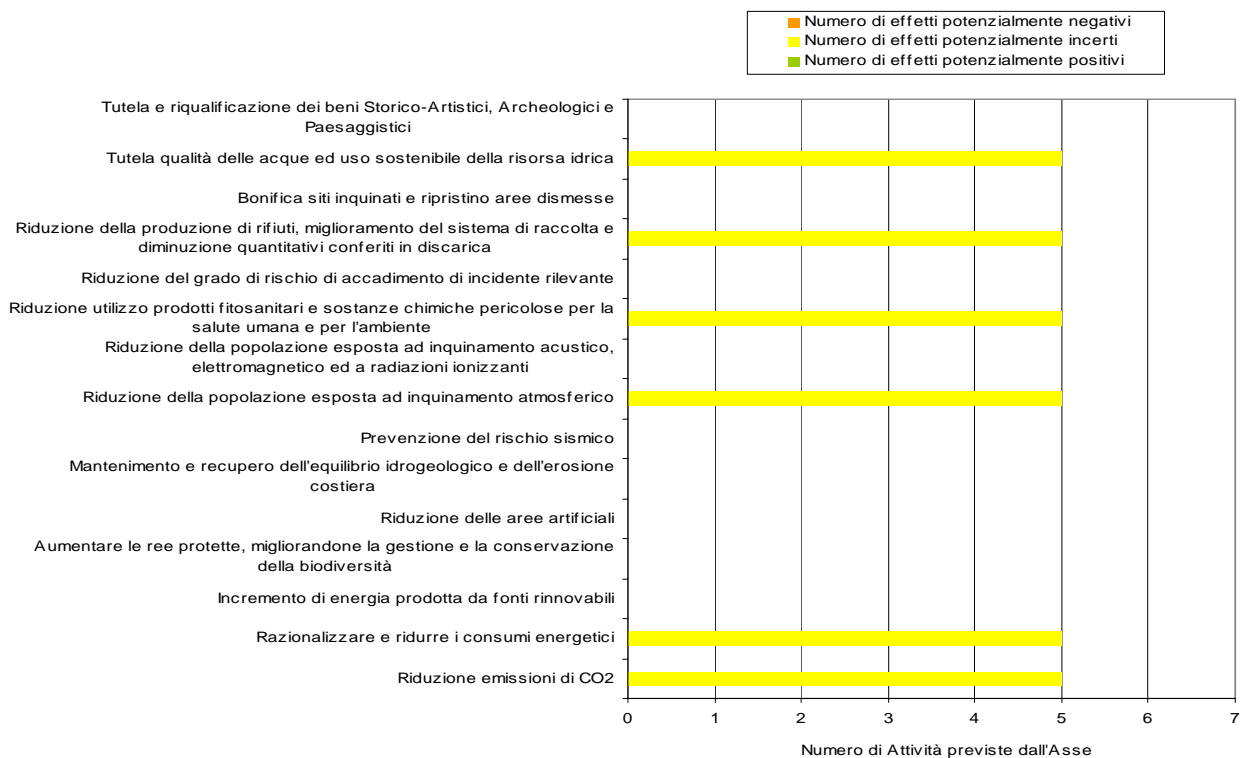 Numero di effetti potenzialmente negativi
Numero di effetti potenzialmente incerti
Numero di effetti potenzialmente positivi
Tutela e riqualificazione dei beni Storico-Artistici, Archeologici e
Paesaggistici
Tutela qualità delle acque ed uso sostenibile della risorsa idrica
Bonifica siti inquinati e ripristino aree dismesse
Riduzione della produzione di rifiuti, miglioramento del sistema di raccolta e
diminuzione quantitativi conferiti in discarica
Riduzione del grado di rischio di accadimento di incidente rilevante
Riduzione utilizzo prodotti fitosanitari e sostanze chimiche pericolose per la
salute umana e per l'ambiente
Riduzione della popolazione esposta ad inquinamento acustico,
elettromagnetico ed a radiazioni ionizzanti
Riduzione della popolazione esposta ad inquinamento atmosferico
Prevenzione del rischio sismico
Mantenimento e recupero dell'equilibrio idrogeologico e dell'erosione
costiera
Riduzione delle aree artificiali
Aumentare le ree protette, migliorandone la gestione e la conservazione
della biodiversità
Incremento di energia prodotta da fonti rinnovabili
Razionalizzare e ridurre i consumi energetici
Riduzione emissioni di CO2
0 1 2 3 4 5 6 7
Numero di Attività previste dall'Asse